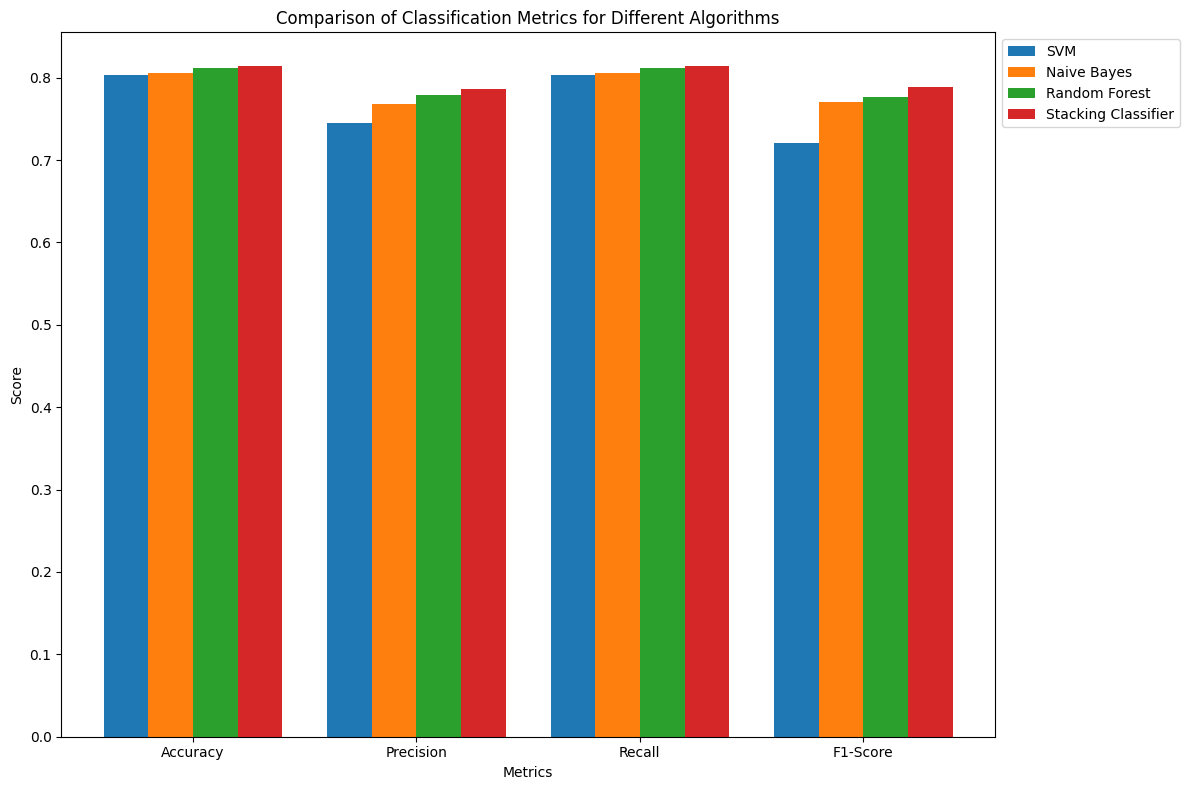 Comparison of Classification Metrics for Different Algorithms
SVM
Naive Bayes
Random Forest
Stacking Classifier
0.8
0.7
0.6
0.5
0.4
0.3
0.2
0.1
0.0
Score
Accuracy
Precision
Recall
F1-Score
Metrics